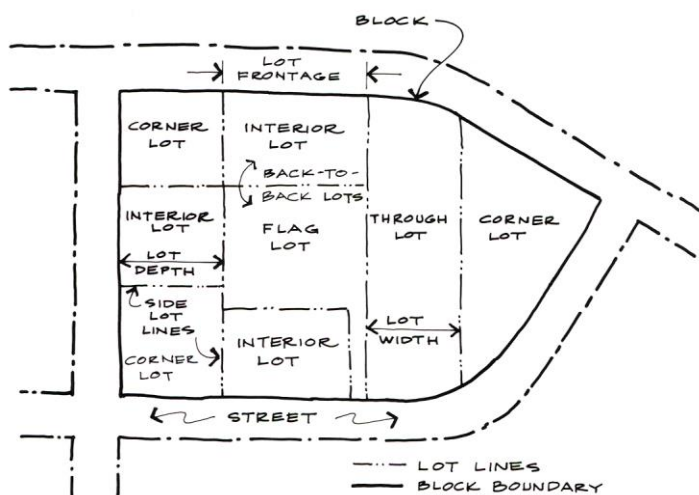 BLOCK
LOT
FRONTAGE
CORNER
LOT
INTERIOR
LOT
BACK-TO-
BACK LOTS
INTERIOR
LOT
FLAG
LOT
THROUGH
LOT
CORNER
LOT
LOT
DEPTH
SIDE
LOT
LINES
CORNER
LOT
INTERIOR
LOT
LOT
WIDTH
STREET
LOT LINES
BLOCK BOUNDARY